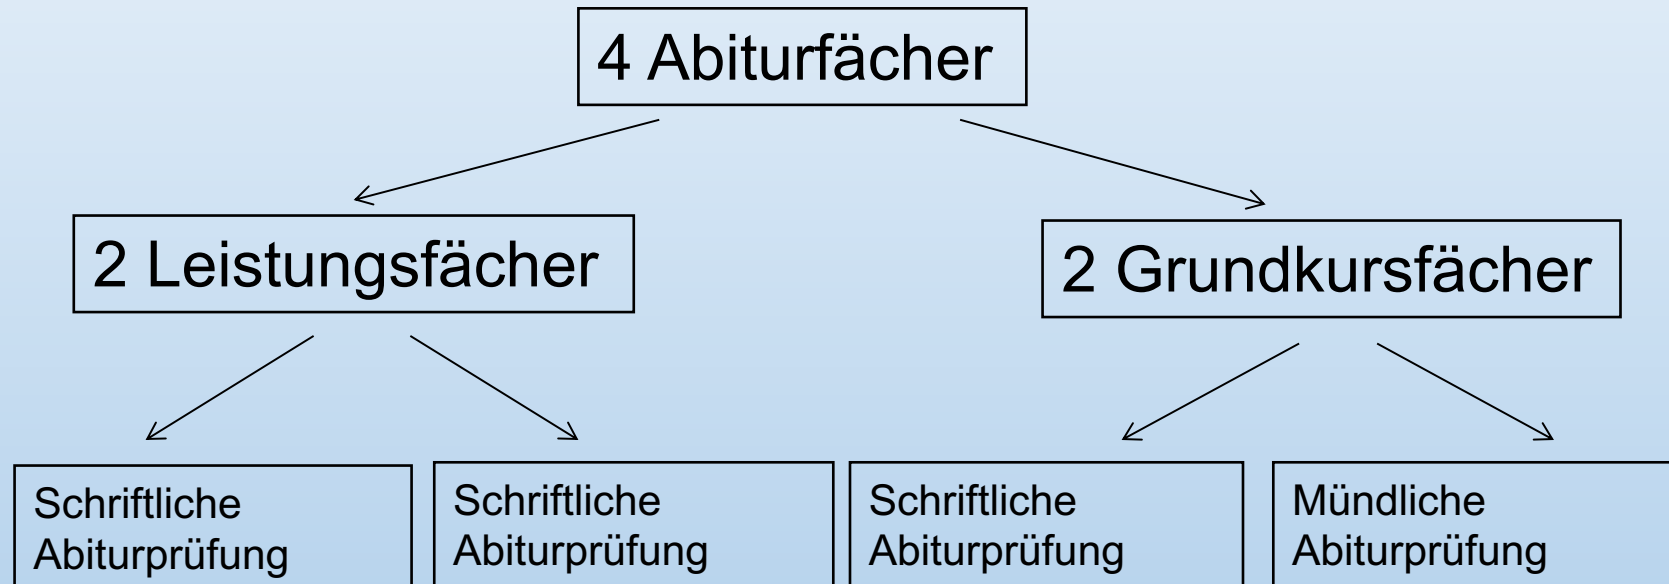 4 Abiturfächer
2 Leistungsfächer
2 Grundkursfächer
Schriftliche
Abiturprüfung
Schriftliche
Abiturprüfung
Schriftliche
Abiturprüfung
Mündliche
Abiturprüfung